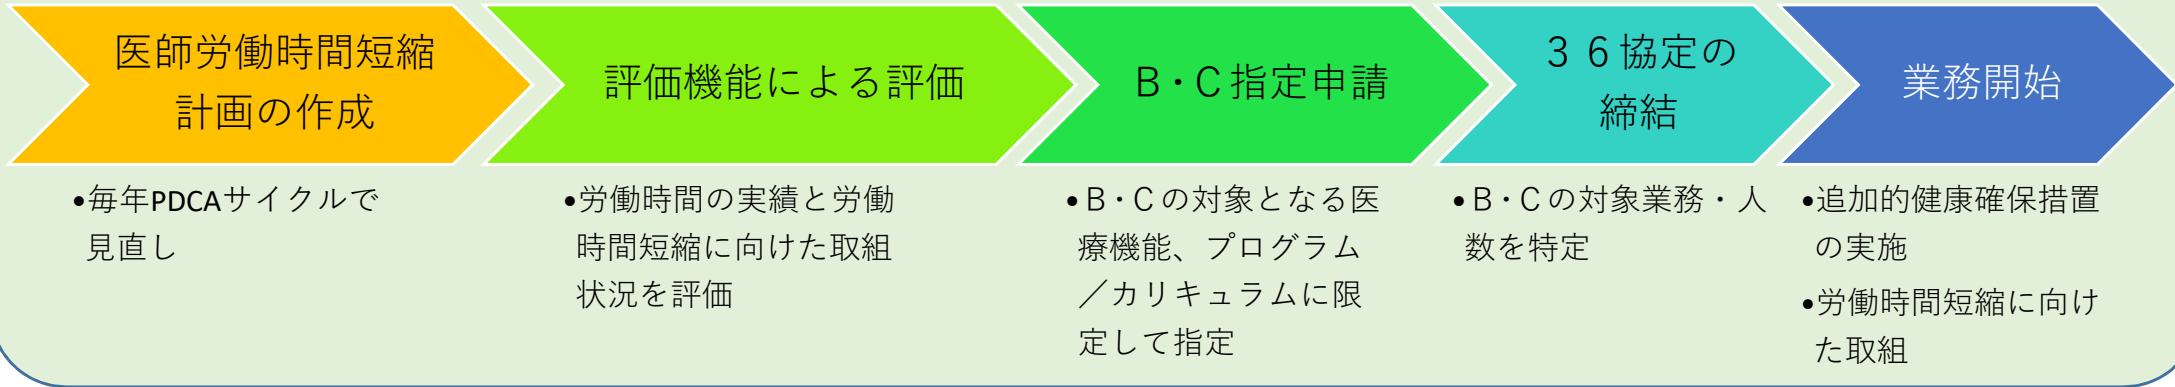 医師労働時間短縮
計画の作成
•毎年PDCAサイクルで
見直し
評価機能による評価
•労働時間の実績と労働
時間短縮に向けた取組
状況を評価
Ｂ・Ｃ指定申請
•Ｂ・Ｃの対象となる医
療機能、プログラム
／カリキュラムに限
定して指定
３６協定の
締結
•Ｂ・Ｃの対象業務・人
数を特定
業務開始
•追加的健康確保措置
の実施
•労働時間短縮に向け
た取組